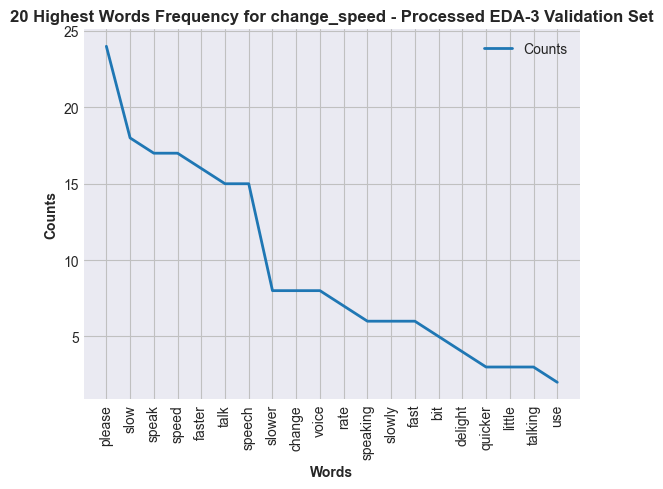 20 Highest Words Frequency for change_speed - Processed EDA-3 Validation Set
Counts
25
20
15
10
5
Counts
please
slow
speak
speed
faster
talk
speech
slower
change
voice
rate
speaking
slowly
fast
bit
delight
quicker
little
talking
use
Words